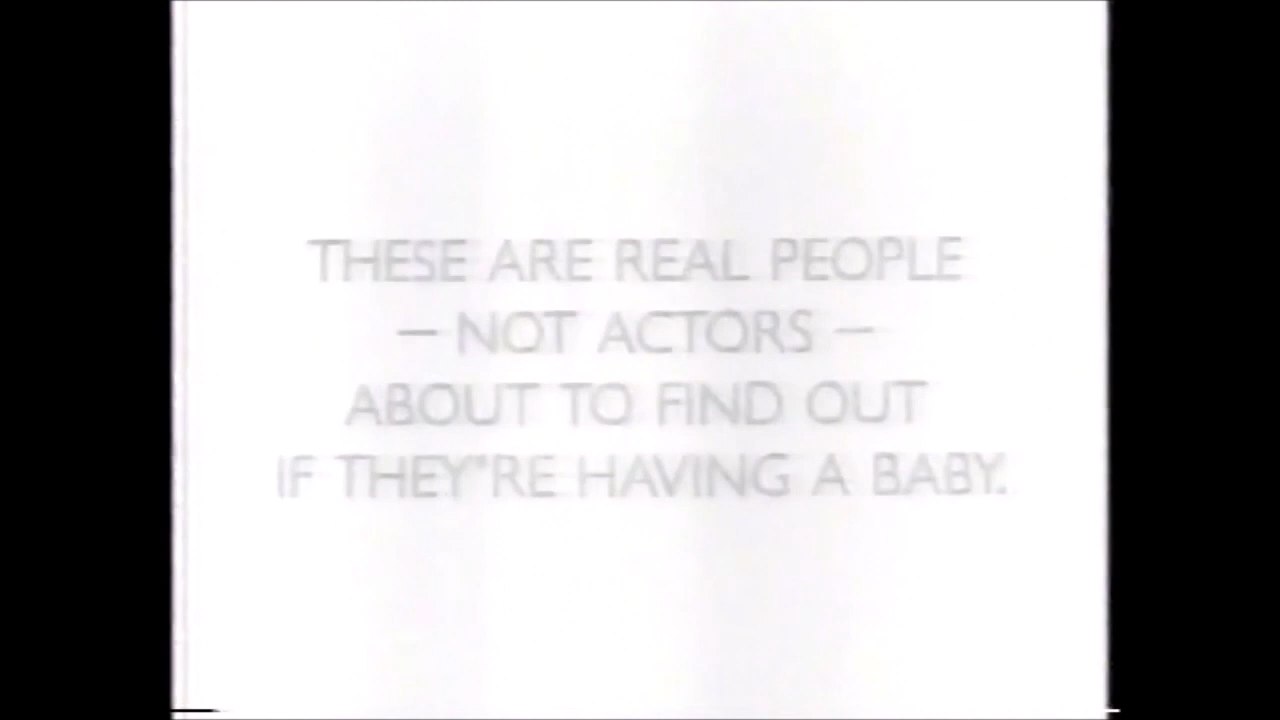 THESE ARE REAL PEOPLE
— NOT ACTORS —
ABOUT TO FIND OUT
IF THEY'RE HAVING A BABY.